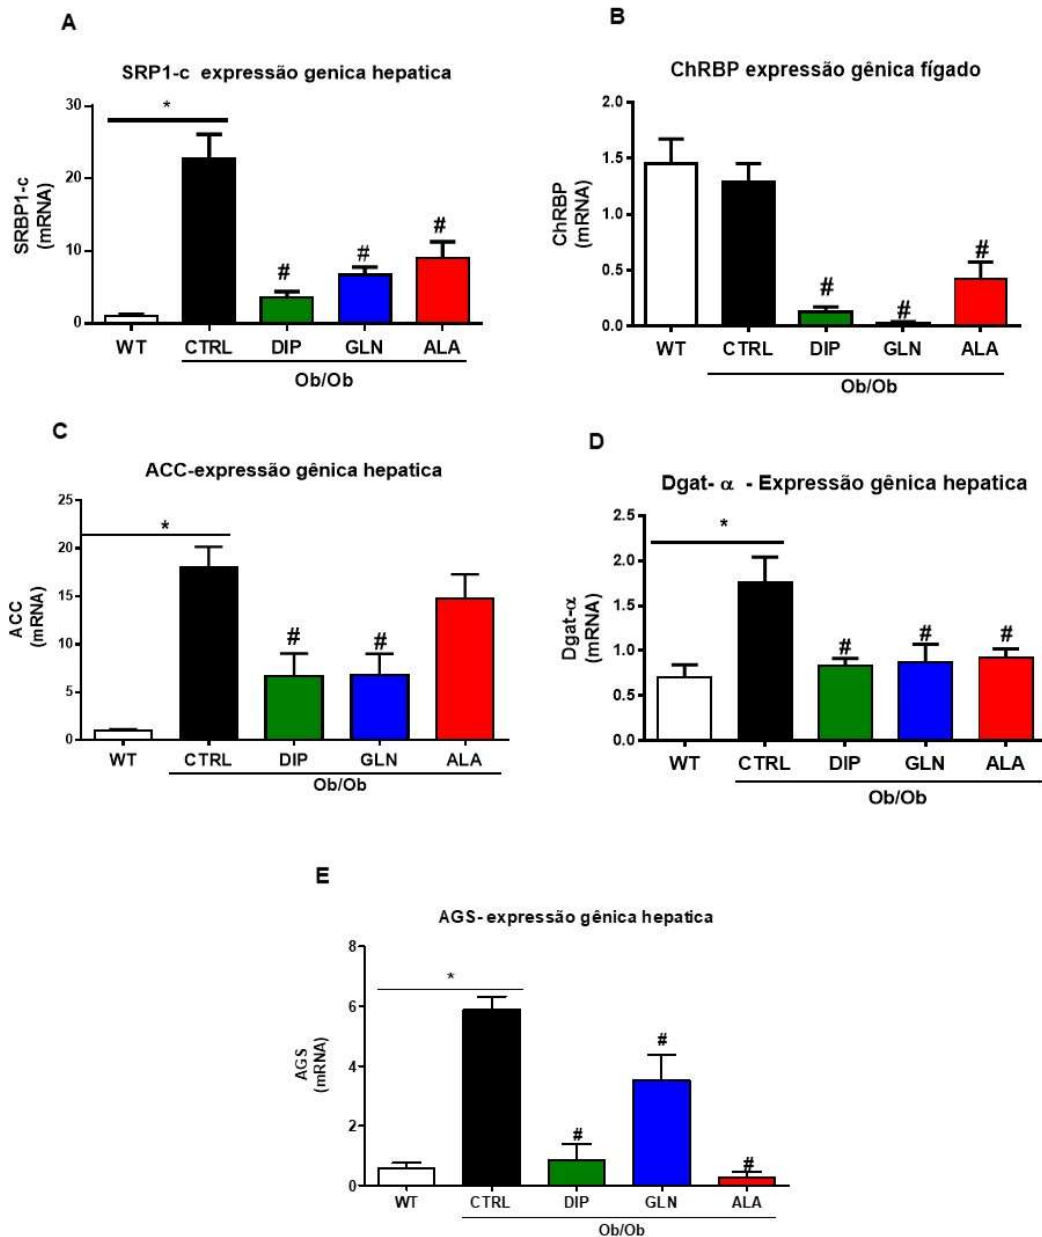 A
SRP1-c expressão genica hepatica
*
30
20
10
0
SRBP1-c
(mRNA)
#
#
#
WT CTRL DIP GLN ALA
Ob/Ob
B
ChRBP expressão gênica fígado
2.0
1.5
1.0
0.5
0.0
ChRBP
(mRNA)
#
#
#
WT CTRL DIP GLN ALA
Ob/Ob
C
ACC-expressão gênica hepatica
*
25
20
15
10
5
0
ACC
(mRNA)
#
#
WT CTRL DIP GLN ALA
Ob/Ob
D
Dgat- α - Expressão gênica hepatica
*
2.5
2.0
1.5
1.0
0.5
0.0
Dgat-α
(mRNA)
#
#
#
WT CTRL DIP GLN ALA
Ob/Ob
E
AGS- expressão gênica hepatica
*
8
6
4
2
0
AGS
(mRNA)
#
#
#
WT CTRL DIP GLN ALA
Ob/Ob